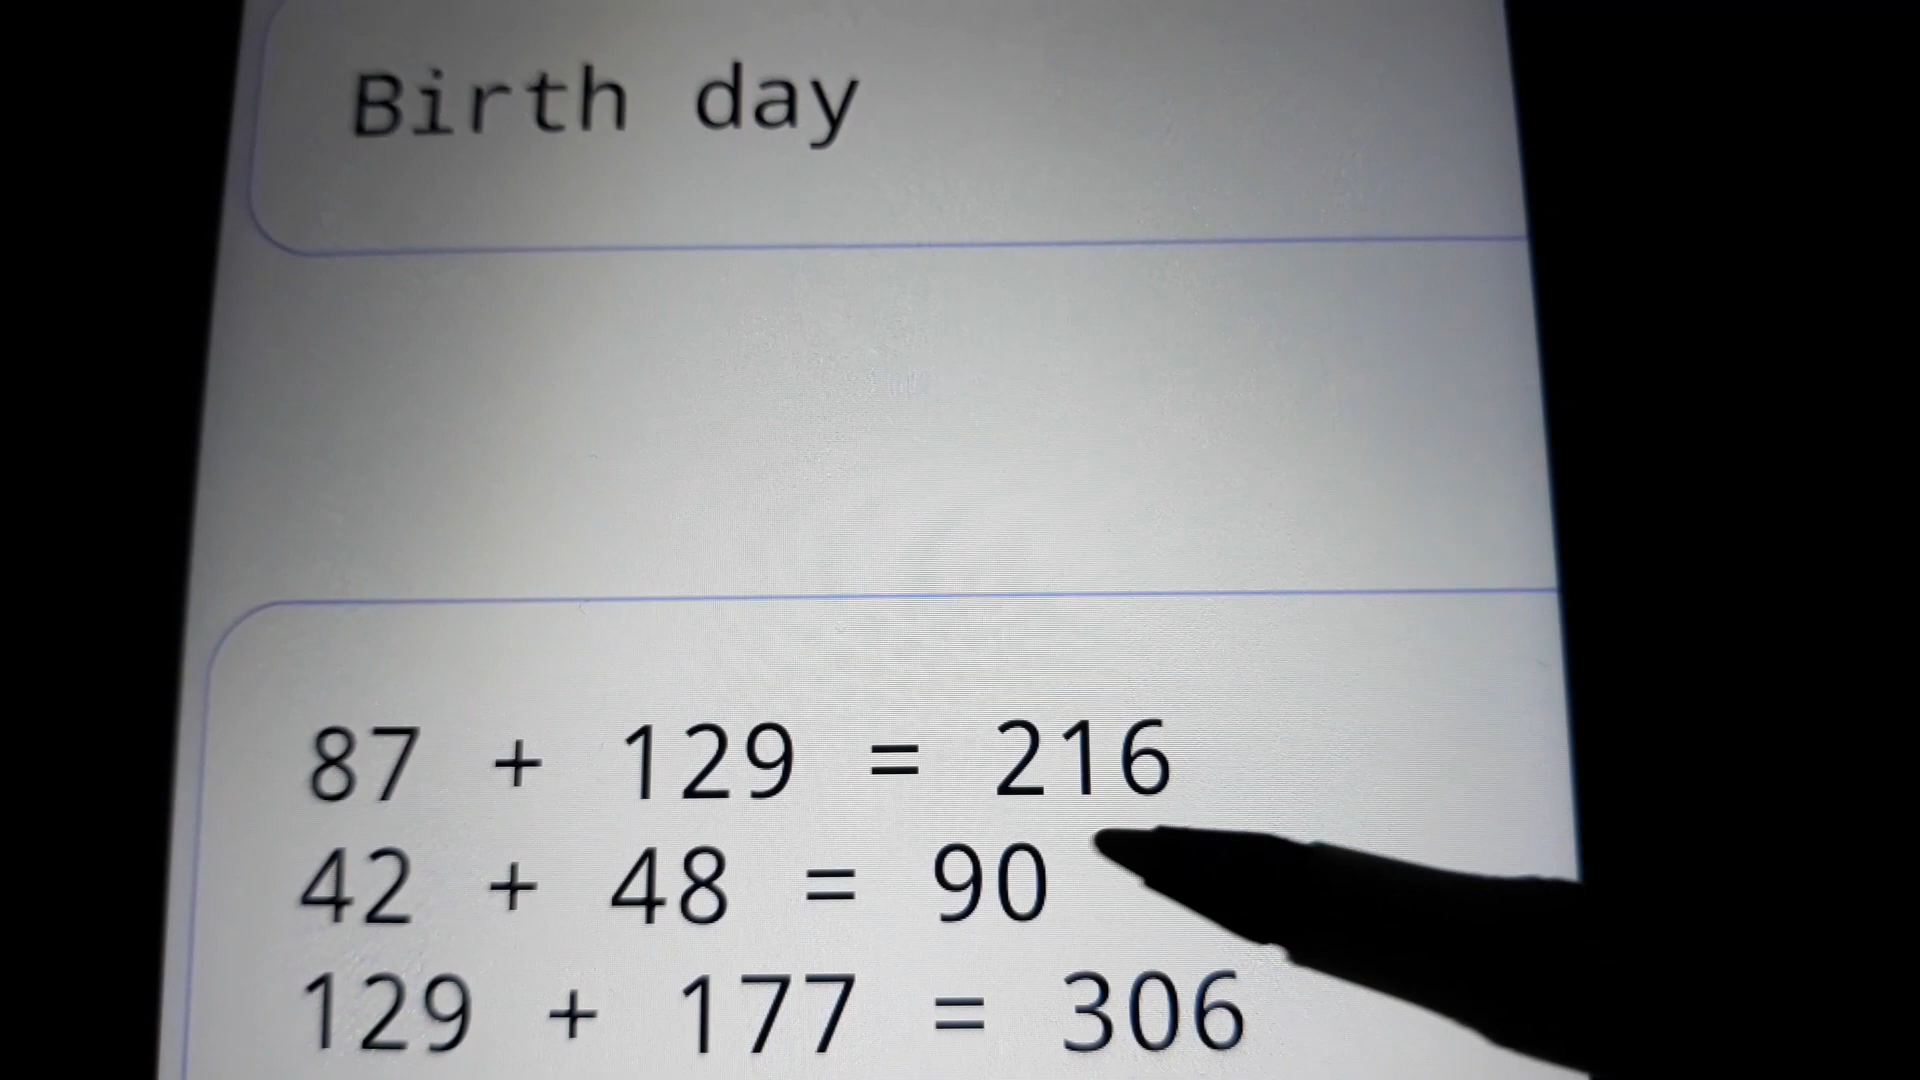 Birth day
87 + 129 = 216
42 + 48 = 90
129 + 177 = 306